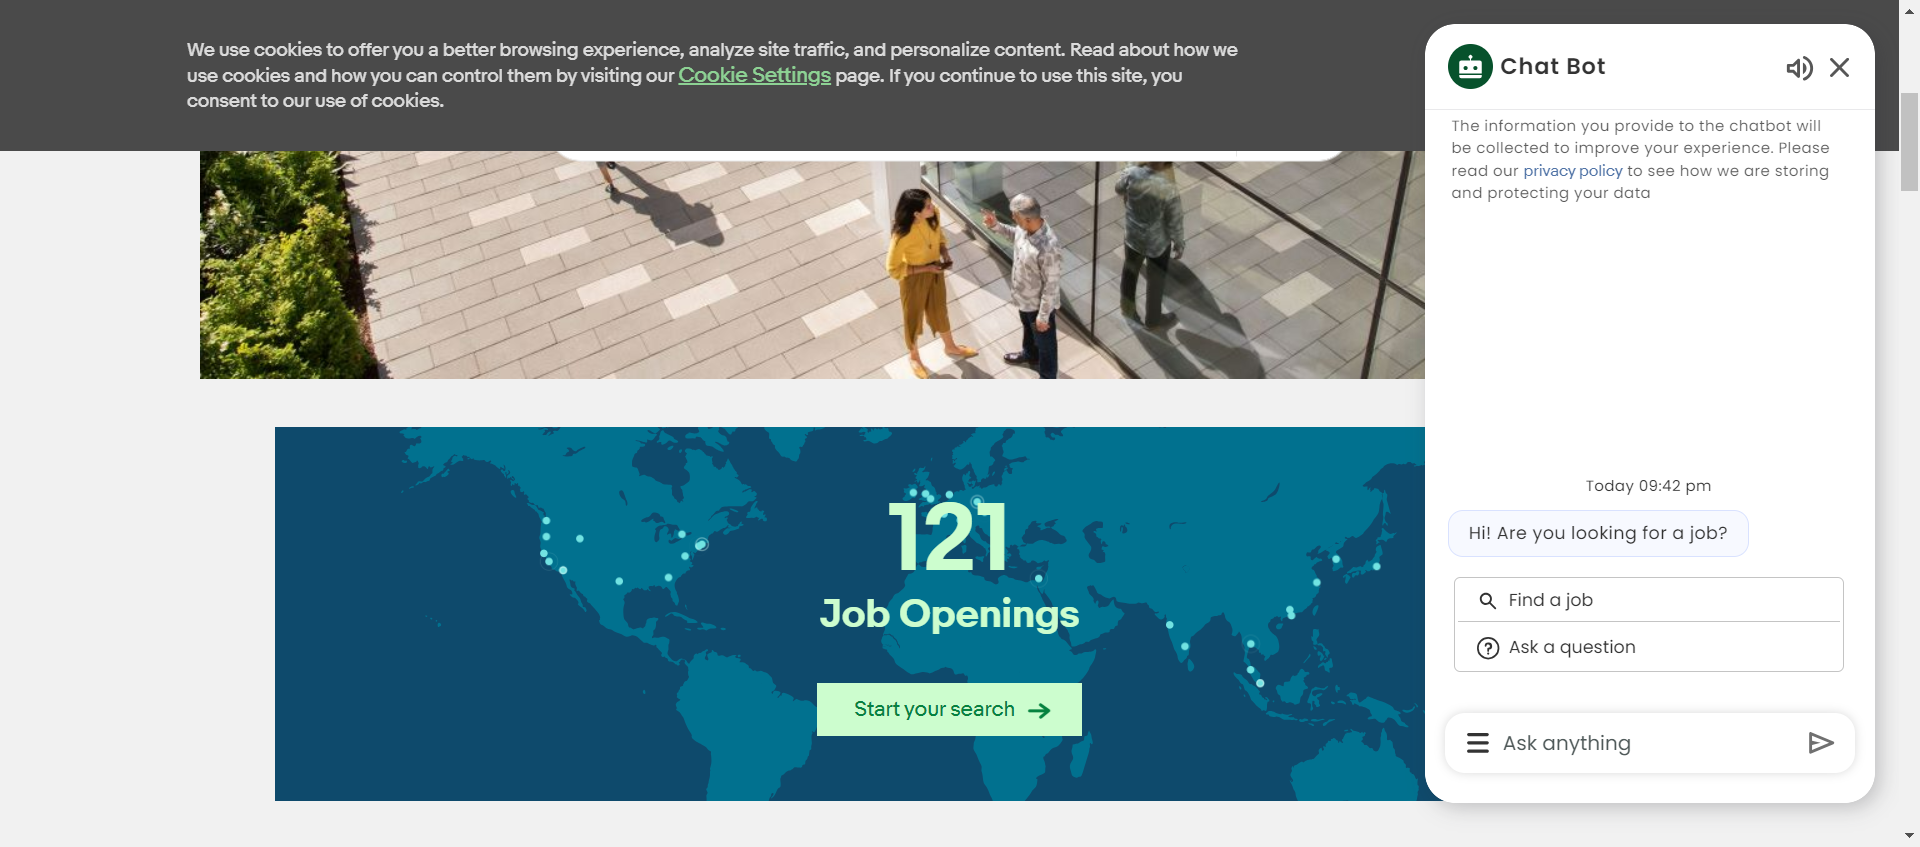 We use cookies to offer you a better browsing experience, analyze site traffic, and personalize content. Read about how we
use cookies and how you can control them by visiting our Cookie Settings page. If you continue to use this site, you
consent to our use of cookies.
121
Job Openings
Start your search
Chat Bot
The information you provide to the chatbot will
be collected to improve your experience. Please
read our privacy policy to see how we are storing
and protecting your data
Today 09:42 pm
Hi! Are you looking for a job?
Find a job
Ask a question
Ask anything